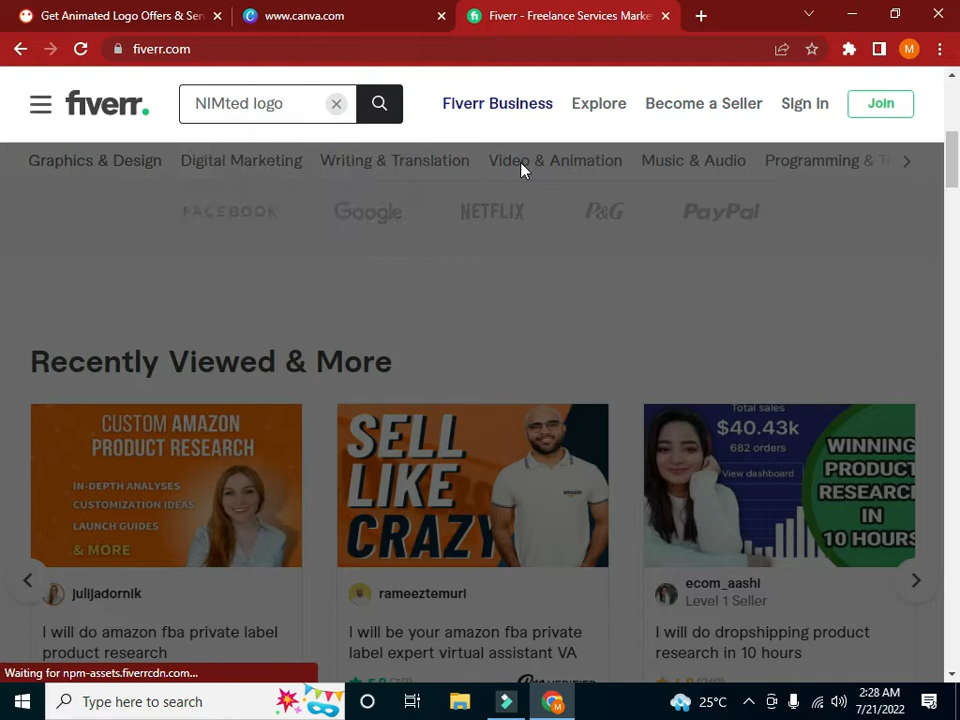 Get Animated Logo Offers & Ser
www.canva.com
Fiverr - Freelance Services Marke
fiverr.com
M
fiverr.
NIMted logo
Fiverr Business
Explore
Become a Seller
Sign In
Join
Graphics & Design
Digital Marketing
Writing & Translation
Video & Animation
Music & Audio
Programming & T
FACEBOOK
Google
NETFLIX
P&G
PayPal
Recently Viewed & More
CUSTOM AMAZON
PRODUCT RESEARCH
IN-DEPTH ANALYSES
CUSTOMIZATION IDEAS
LAUNCH GUIDES
& MORE
SELL
LIKE
CRAZY
Total sales
$40.43k
682 orders
View dashboard
WINNING
PRODUCT
RESEARCH
IN
10 HOURS
julijadornik
rameeztemuri
ecom_aashi
Level 1 Seller
I will do amazon fba private label
product research
I will be your amazon fba private
label expert virtual assistant VA
I will do dropshipping product
research in 10 hours
Waiting for npm-assets.fiverrcdn.com...
Type here to search
25°C
2:28 AM
7/21/2022